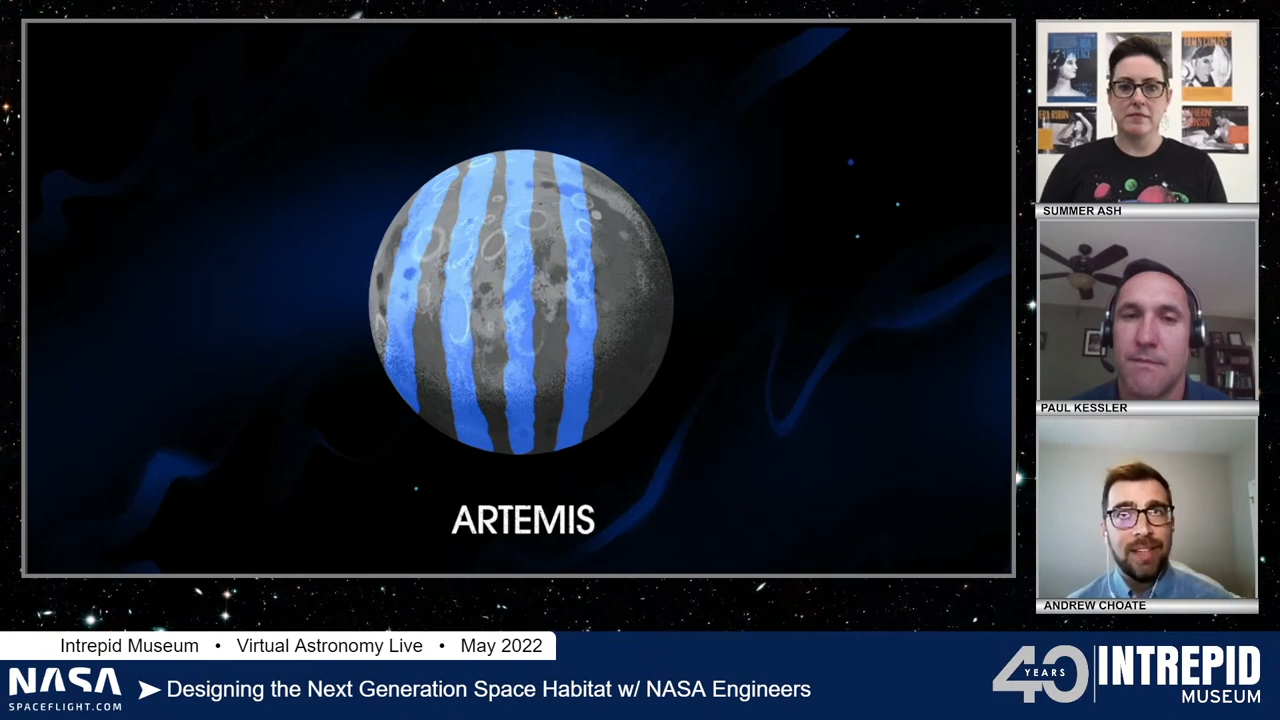 ARTEMIS
SUMMER ASH
PAUL KESSLER
ANDREW CHOATE
Intrepid Museum • Virtual Astronomy Live • May 2022
NASA
SPACEFLIGHT.COM
Designing the Next Generation Space Habitat w/ NASA Engineers
40
YEARS
INTREPID
MUSEUM